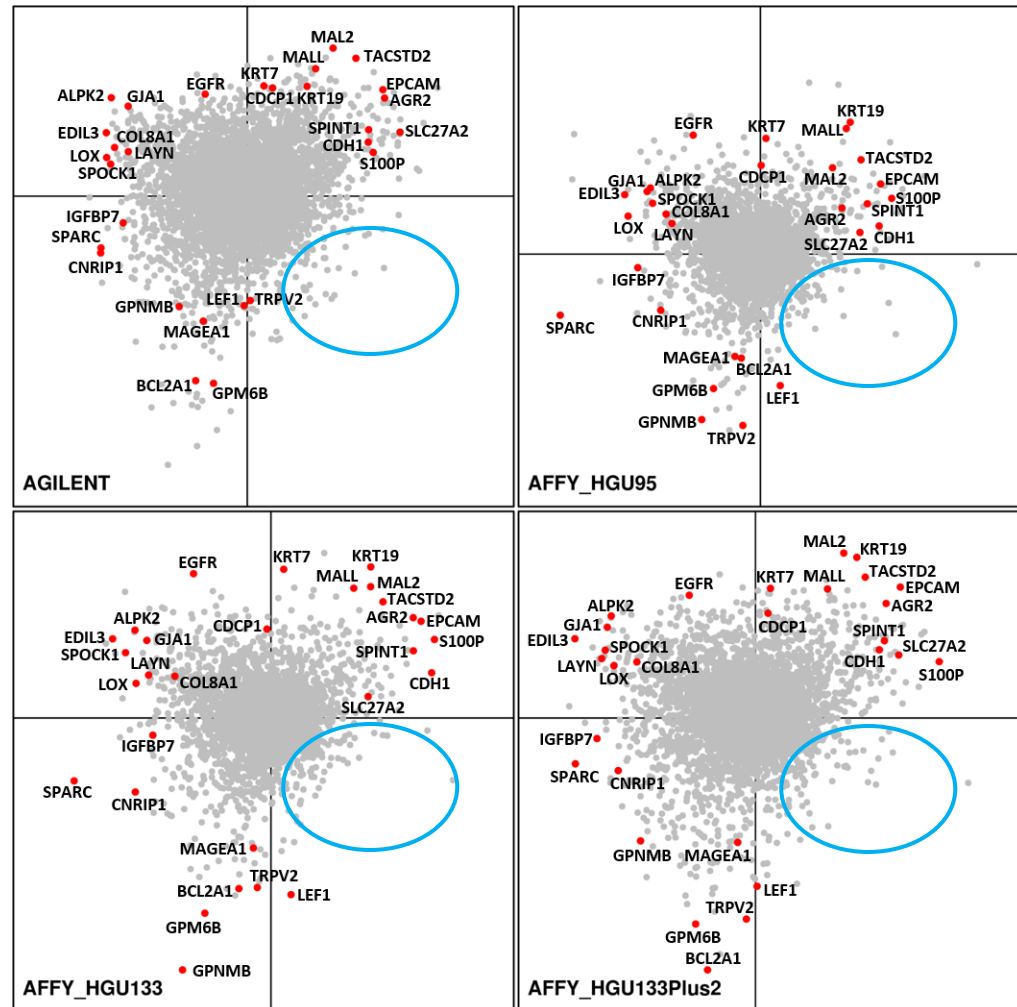 MAL2
MALL
TACSTD2
KRT7
EGFR
CDCP1
KRT19
EPCAM
AGR2
ALPK2
GJA1
EDIL3
COL8A1
SPINT1
SLC27A2
LOX
LAYN
CDH1
SPOCK1
S100P
IGFBP7
SPARC
CNRIP1
GPNMB
LEF1
TRPV2
MAGEA1
BCL2A1
GPM6B
AGILENT
KRT19
EGFR
KRT7
MALL
TACSTD2
CDCP1
MAL2
GJA1
ALPK2
EPCAM
EDIL3
SPOCK1
S100P
COL8A1
AGR2
SPINT1
LOX
LAYN
SLC27A2
CDH1
IGFBP7
SPARC
CNRIP1
MAGEA1
BCL2A1
GPM6B
LEF1
GPNMB
TRPV2
AFFY_HGU95
EGFR
KRT7
KRT19
MALL
MAL2
TACSTD2
ALPK2
CDCP1
AGR2
EPCAM
EDIL3
GJA1
S100P
SPOCK1
LAYN
SPINT1
LOX
COL8A1
CDH1
SLC27A2
IGFBP7
SPARC
CNRIP1
MAGEA1
TRPV2
BCL2A1
LEF1
GPM6B
GPNMB
AFFY_HGU133
MAL2
KRT19
EGFR
KRT7
MALL
TACSTD2
EPCAM
ALPK2
AGR2
GJA1
CDCP1
EDIL3
SPINT1
SPOCK1
SLC27A2
LAYN
COL8A1
CDH1
LOX
S100P
IGFBP7
SPARC
CNRIP1
GPNMB
MAGEA1
LEF1
TRPV2
GPM6B
BCL2A1
AFFY_HGU133Plus2